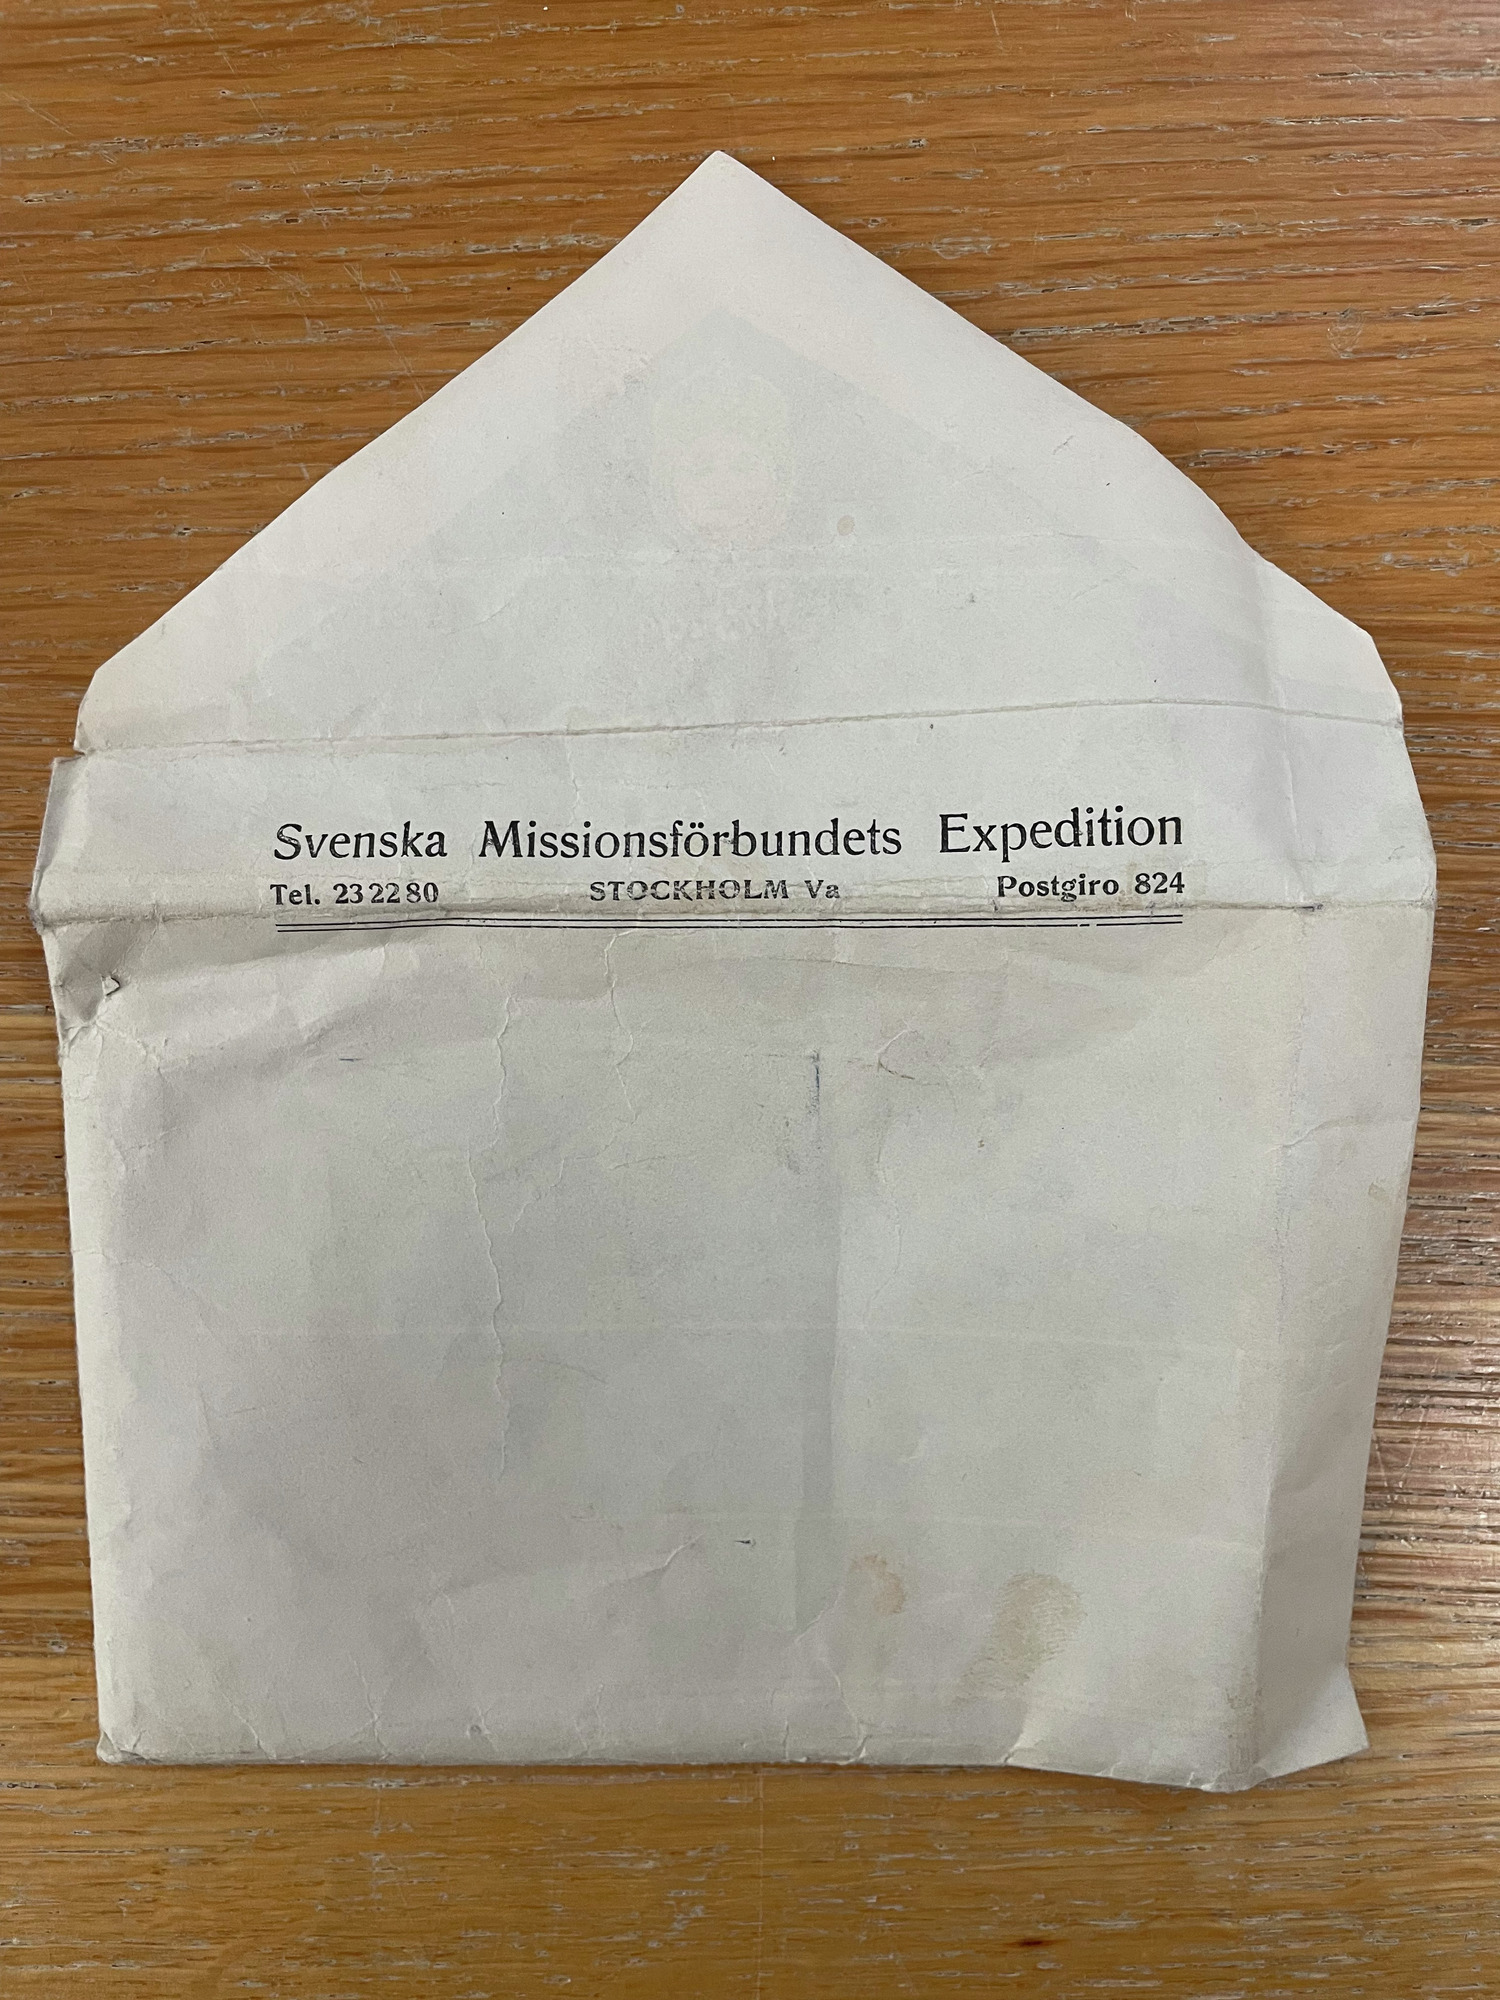 Svenska Missionsförbundets Expedition
Tel. 23 22 80 STOCKHOLM Va Postgiro 824